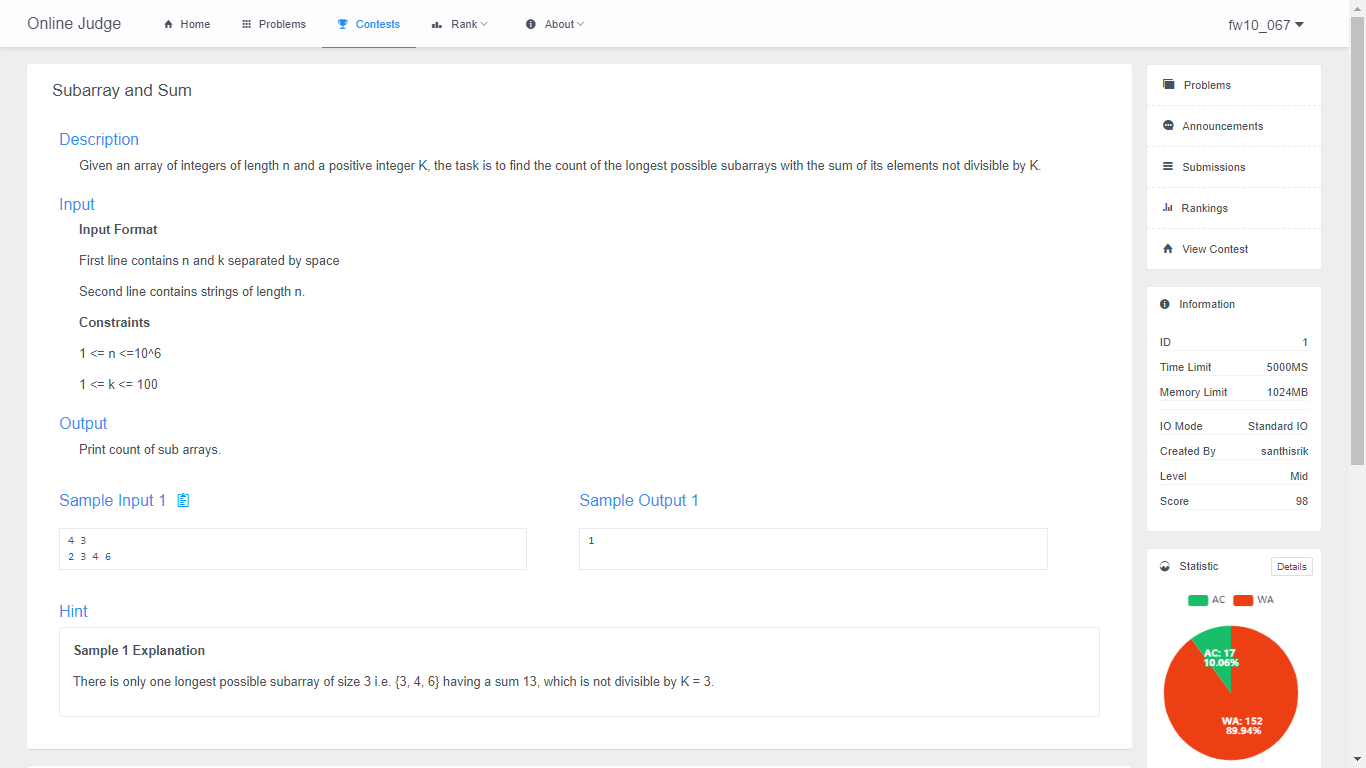 Online Judge
Home
Problems
Contests
Rank
About
fw10_067
Subarray and Sum
Description
Given an array of integers of length n and a positive integer K, the task is to find the count of the longest possible subarrays with the sum of its elements not divisible by K.
Input
Input Format
First line contains n and k separated by space
Second line contains strings of length n.
Constraints
1 <= n <=10^6
1 <= k <= 100
Output
Print count of sub arrays.
Sample Input 1
4 3
2 3 4 6
Sample Output 1
1
Hint
Sample 1 Explanation
There is only one longest possible subarray of size 3 i.e. {3, 4, 6} having a sum 13, which is not divisible by K = 3.
Problems
Announcements
Submissions
Rankings
View Contest
Information
ID 1
Time Limit 5000MS
Memory Limit 1024MB
IO Mode Standard IO
Created By santhisrik
Level Mid
Score 98
Statistic Details
AC WA
AC: 17
10.06%
WA: 152
89.94%